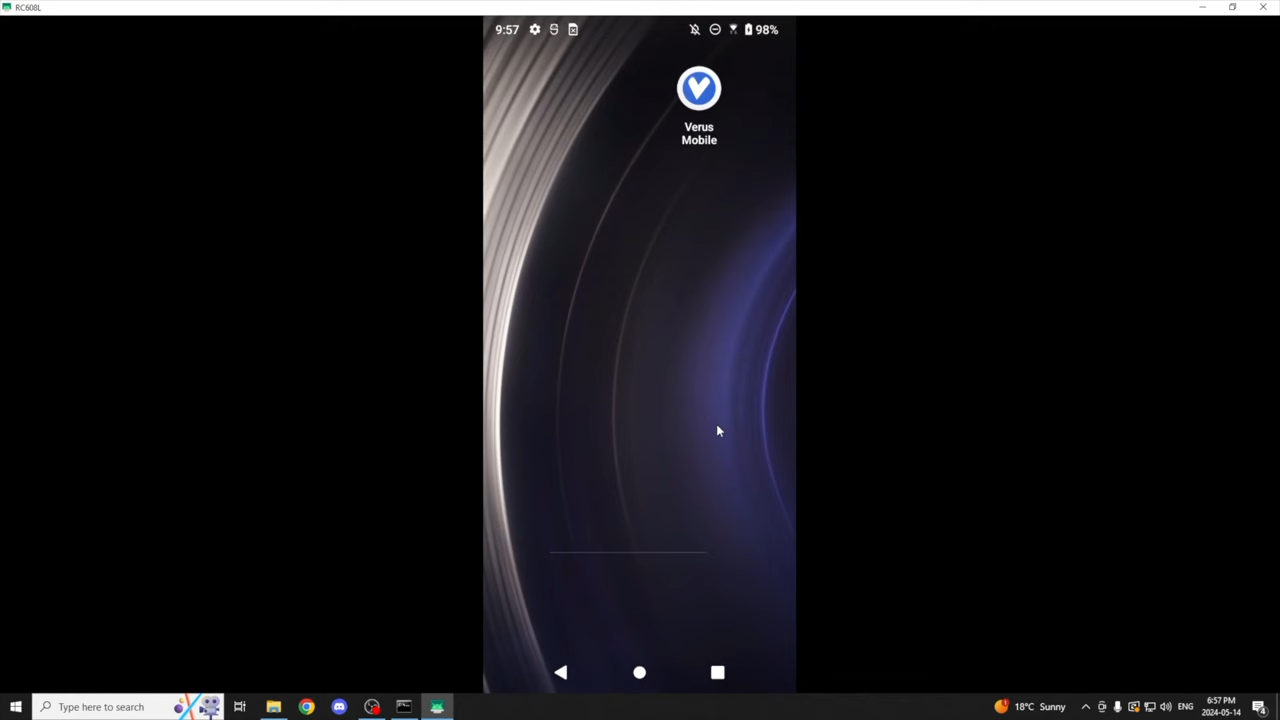 RC608L
9:57
98%
Verus
Mobile
Type here to search
18°C Sunny
ENG
6:57 PM
2024-05-14